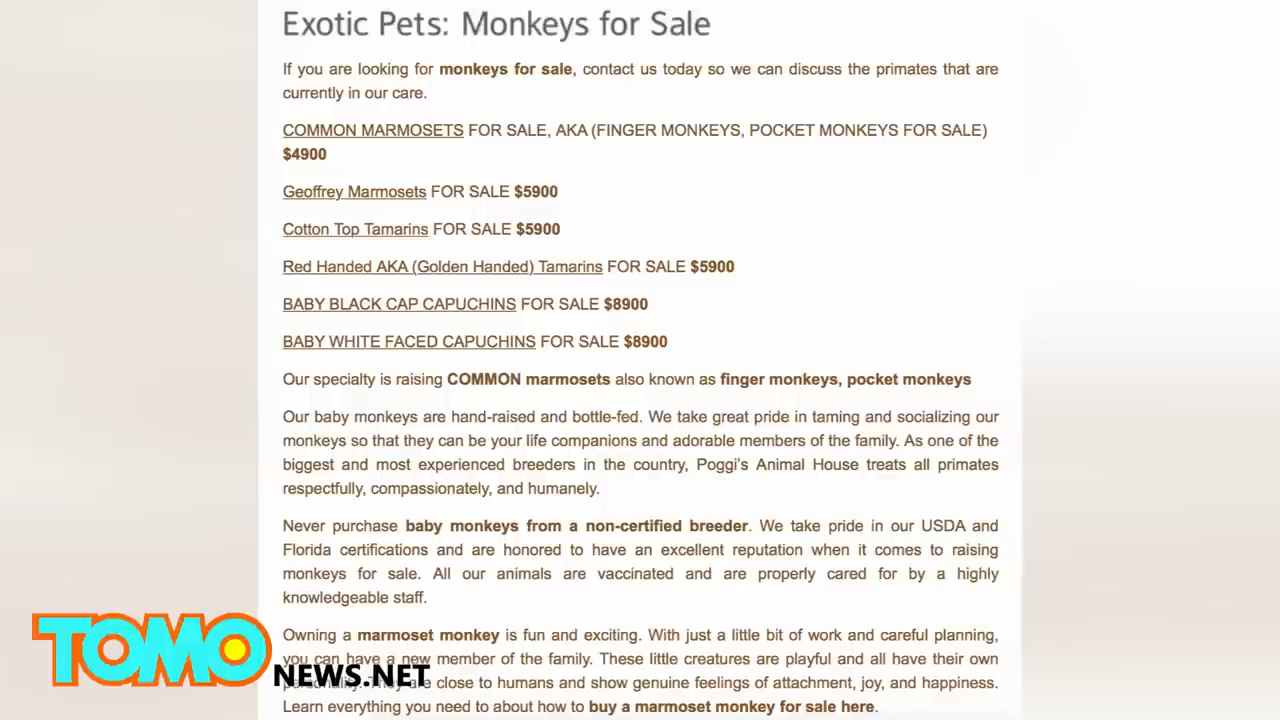 Exotic Pets: Monkeys for Sale
If you are looking for monkeys for sale, contact us today so we can discuss the primates that are
currently in our care.
COMMON MARMOSETS FOR SALE, AKA (FINGER MONKEYS, POCKET MONKEYS FOR SALE)
$4900
Geoffrey Marmosets FOR SALE $5900
Cotton Top Tamarins FOR SALE $5900
Red Handed AKA (Golden Handed) Tamarins FOR SALE $5900
BABY BLACK CAP CAPUCHINS FOR SALE $8900
BABY WHITE FACED CAPUCHINS FOR SALE $8900
Our specialty is raising COMMON marmosets also known as finger monkeys, pocket monkeys
Our baby monkeys are hand-raised and bottle-fed. We take great pride in taming and socializing our
monkeys so that they can be your life companions and adorable members of the family. As one of the
biggest and most experienced breeders in the country, Poggi's Animal House treats all primates
respectfully, compassionately, and humanely.
Never purchase baby monkeys from a non-certified breeder. We take pride in our USDA and
Florida certifications and are honored to have an excellent reputation when it comes to raising
monkeys for sale. All our animals are vaccinated and are properly cared for by a highly
knowledgeable staff.
Owning a marmoset monkey is fun and exciting. With just a little bit of work and careful planning,
you can have a new member of the family. These little creatures are playful and all have their own
personality. They are close to humans and show genuine feelings of attachment, joy, and happiness.
Learn everything you need to about how to buy a marmoset monkey for sale here.
TOMO
NEWS.NET